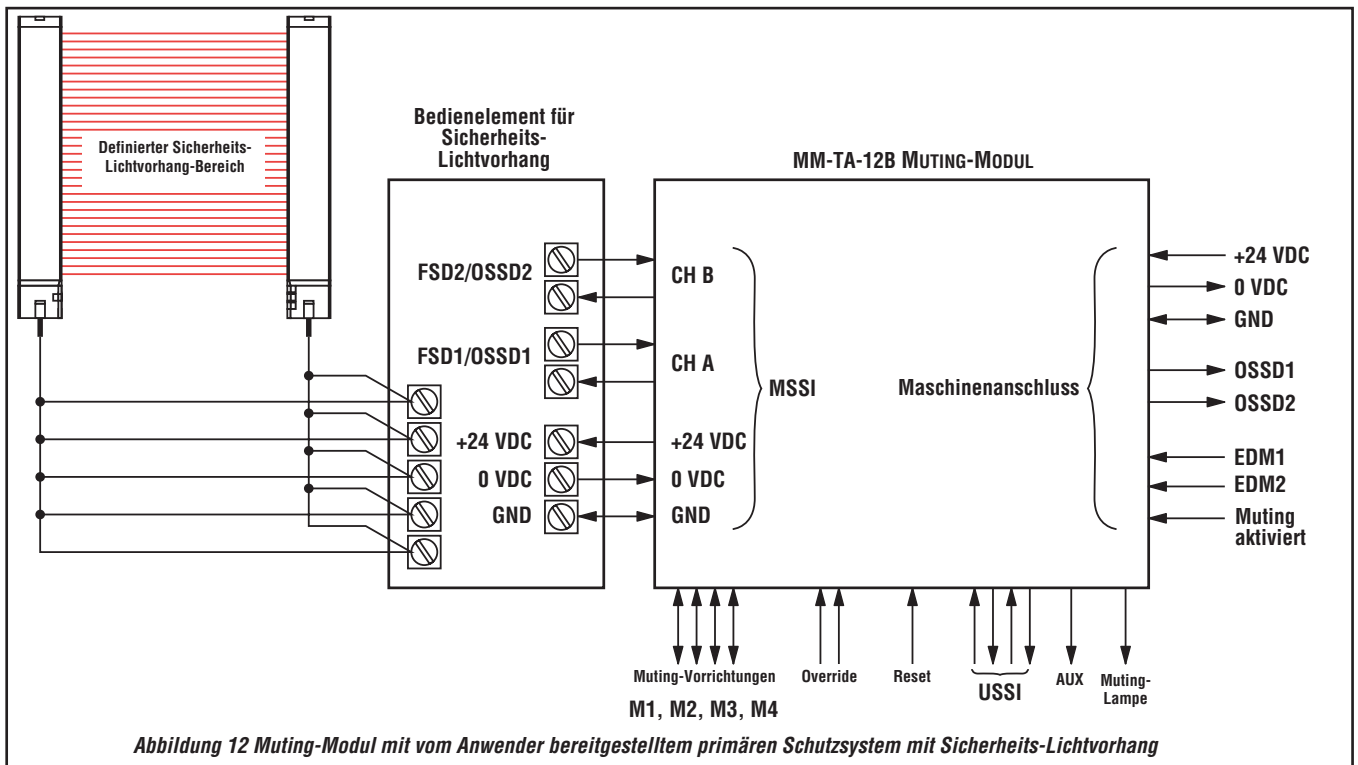 Definierter Sicherheits-
Lichtvorhang-Bereich
Bedienelement für
Sicherheits-
Lichtvorhang
FSD2/OSSD2
FSD1/OSSD1
+24 VDC
0 VDC
GND
MM-TA-12B MUTING-MODUL
CH B
CH A
+24 VDC
0 VDC
GND
MSSI
Maschinenanschluss
+24 VDC
0 VDC
GND
OSSD1
OSSD2
EDM1
EDM2
Muting
aktiviert
Muting-Vorrichtungen
M1, M2, M3, M4
Override
Reset
USSI
AUX
Muting-
Lampe
Abbildung 12 Muting-Modul mit vom Anwender bereitgestelltem primären Schutzsystem mit Sicherheits-Lichtvorhang